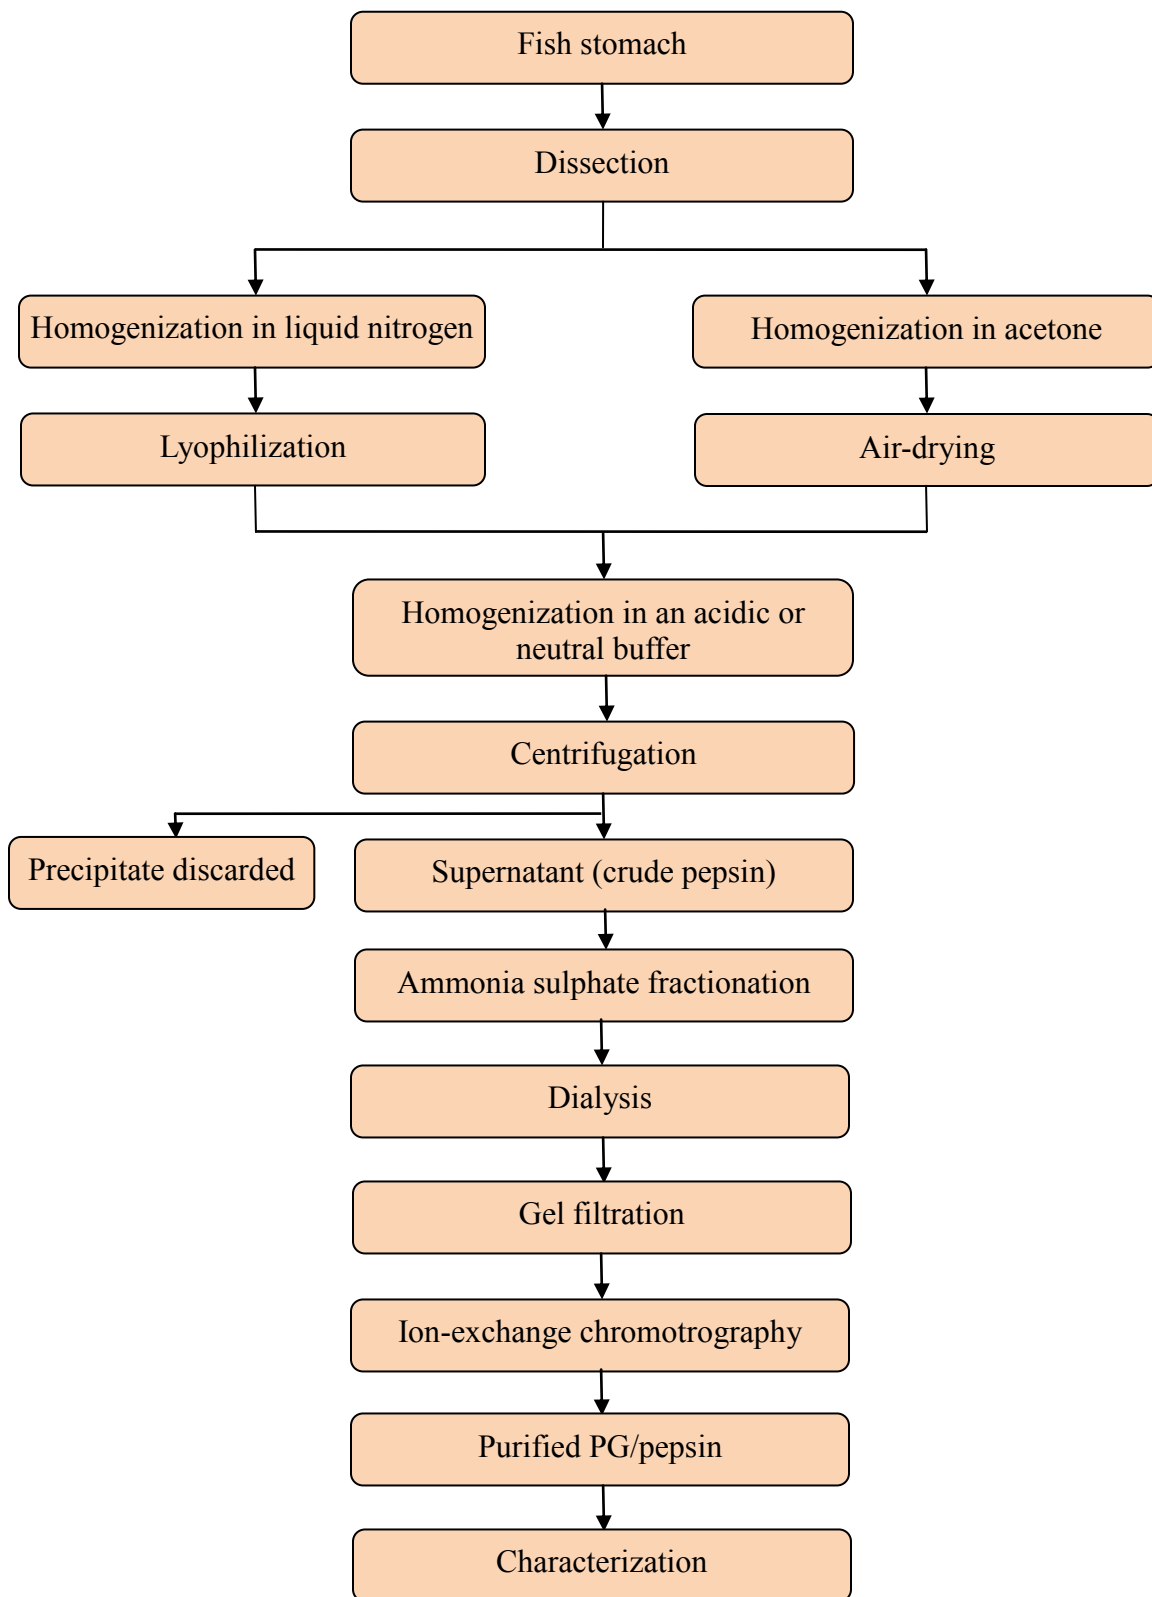 Fish stomach
Dissection
Homogenization in liquid nitrogen
Homogenization in acetone
Lyophilization
Air-drying
Homogenization in an acidic or
neutral buffer
Centrifugation
Precipitate discarded
Supernatant (crude pepsin)
Ammonia sulphate fractionation
Dialysis
Gel filtration
Ion-exchange chromotrography
Purified PG/pepsin
Characterization